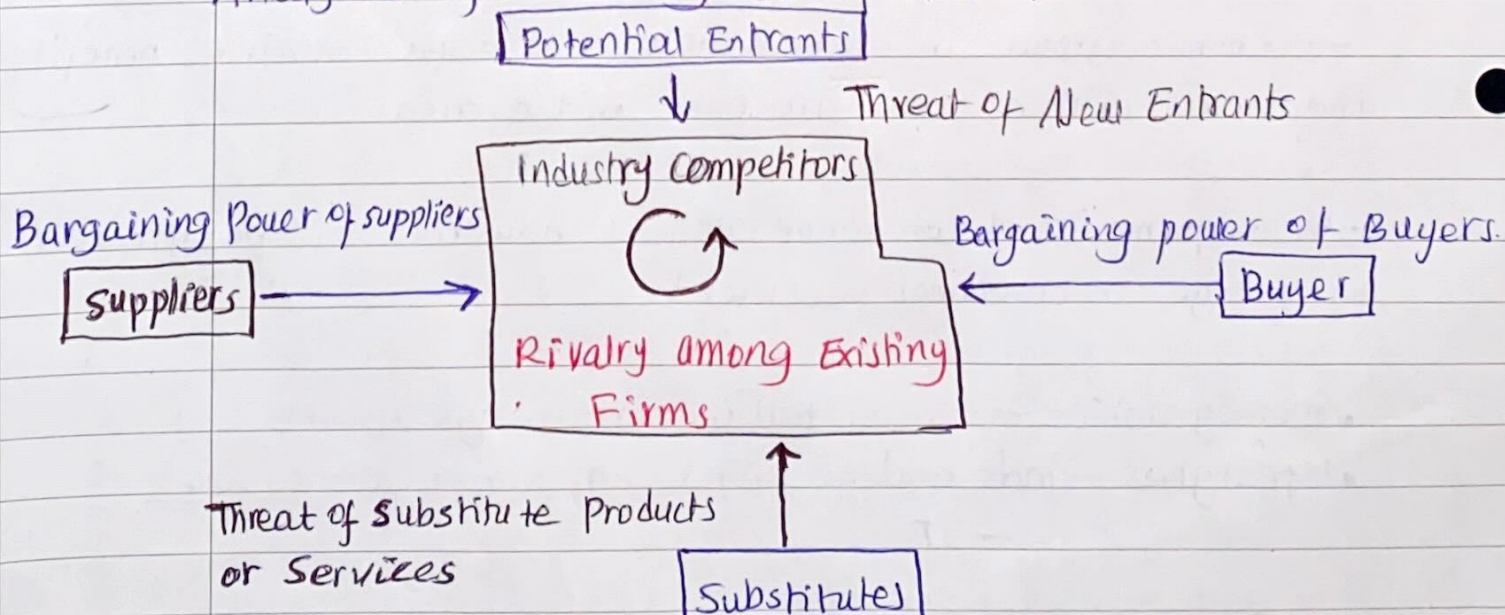 Potential Entrants
Threat of New Entrants
Industry Competitors
Bargaining Power of suppliers
Bargaining power of Buyers.
suppliers
Buyer
Rivalry among Existing
Firms
Threat of Substitute Products
or Services
Substitutes